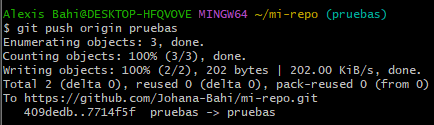 Alexis Bahi@DESKTOP-HFQVOVE MINGW64 ~/mi-repo (pruebas)
$ git push origin pruebas
Enumerating objects: 3, done.
Counting objects: 100% (3/3), done.
Writing objects: 100% (2/2), 202 bytes | 202.00 KiB/s, done.
Total 2 (delta 0), reused 0 (delta 0), pack-reused 0 (from 0)
To https://github.com/Johana-Bahi/mi-repo.git
   409dedb..7714f5f  pruebas -> pruebas